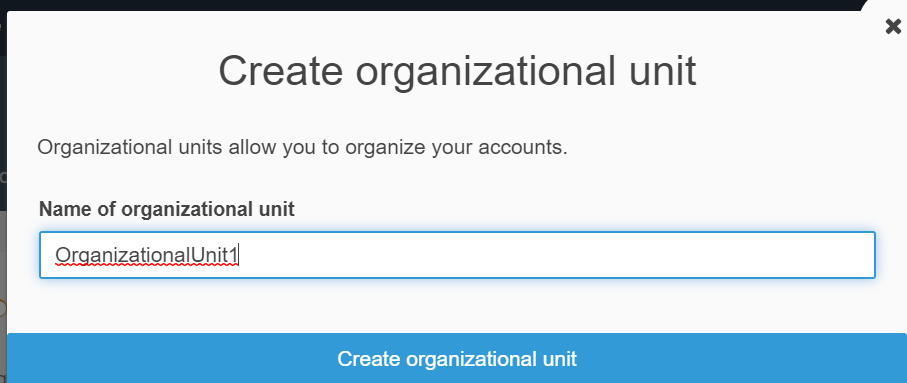 Create organizational unit
Organizational units allow you to organize your accounts.
Name of organizational unit
OrganizationalUnit1
Create organizational unit